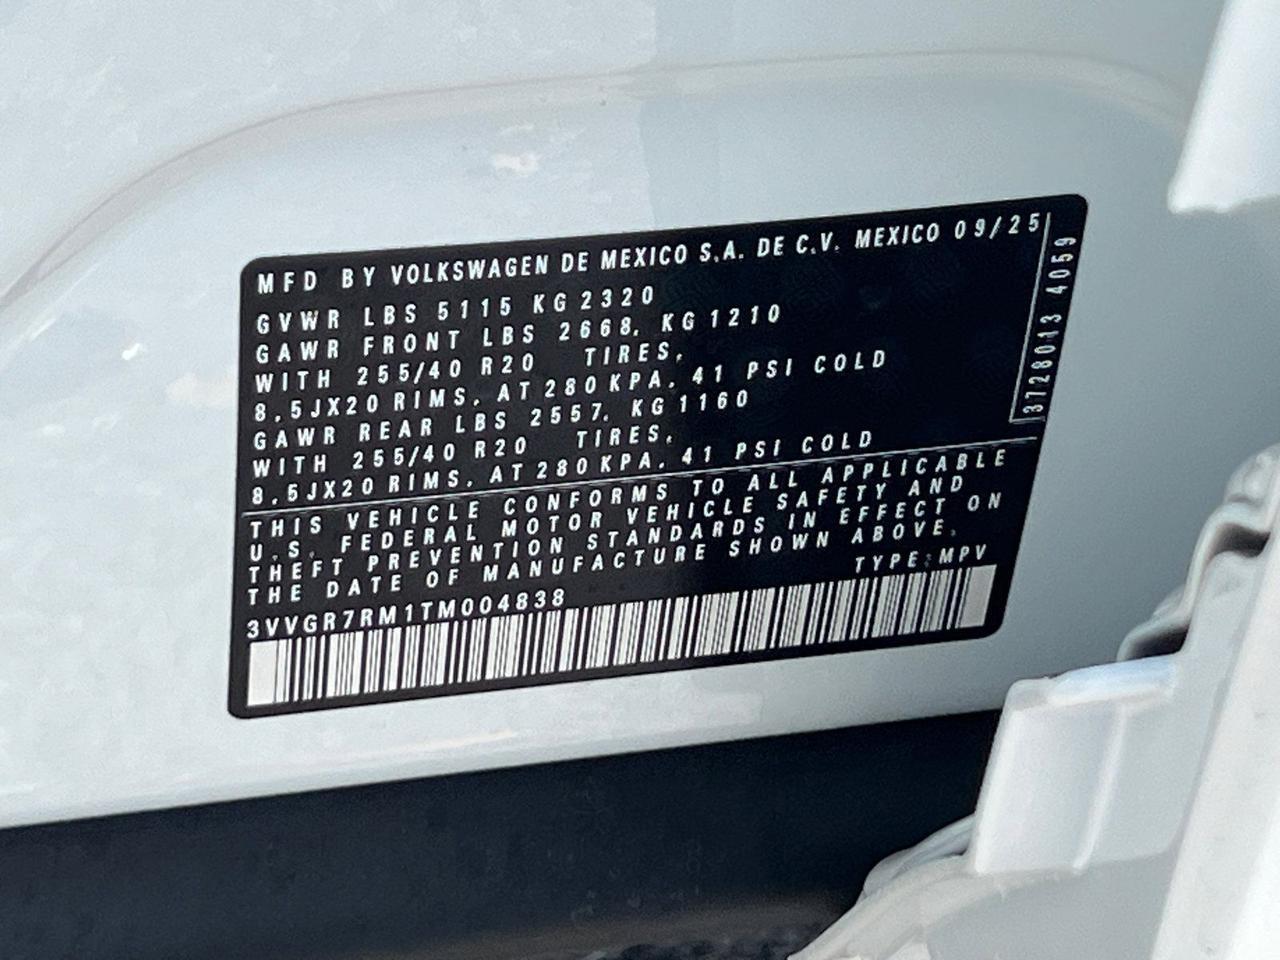 MFD BY VOLKSWAGEN DE MEXICO S.A. DE C.V. MEXICO 09/25
GVWR LBS 5115 KG 2320
GAWR FRONT LBS 2668, KG 1210
WITH 255/40 R20 TIRES,
8,5JX20 RIMS, AT 280 KPA, 41 PSI COLD
GAWR REAR LBS 2557, KG 1160
WITH 255/40 R20 TIRES,
8,5JX20 RIMS, AT 280 KPA, 41 PSI COLD
THIS VEHICLE CONFORMS TO ALL APPLICABLE
U.S. FEDERAL MOTOR VEHICLE SAFETY AND
THEFT PREVENTION STANDARDS IN EFFECT ON
THE DATE OF MANUFACTURE SHOWN ABOVE.
TYPE: MPV
3VVGR7RM1TM004838
3728013 4059